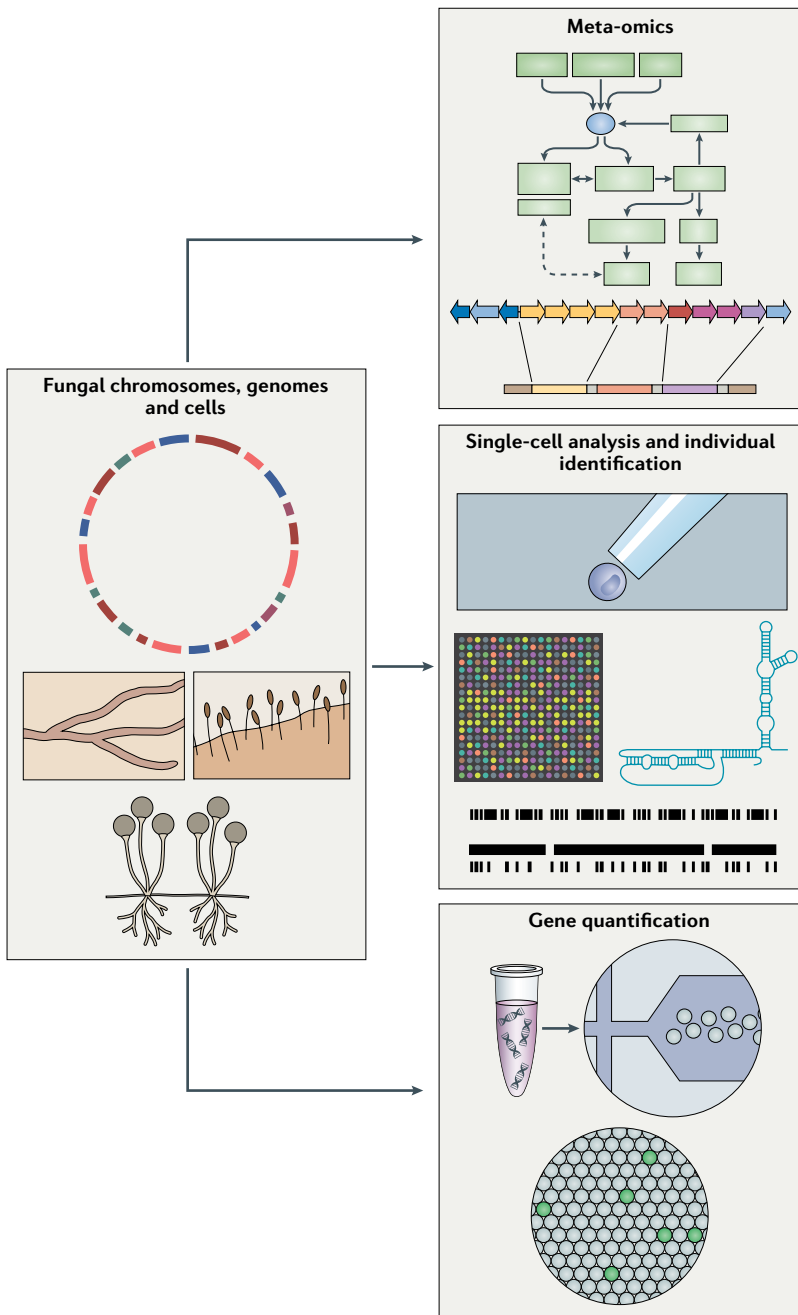 Meta-omics
Fungal chromosomes, genomes
and cells
Single-cell analysis and individual
identification
Gene quantification